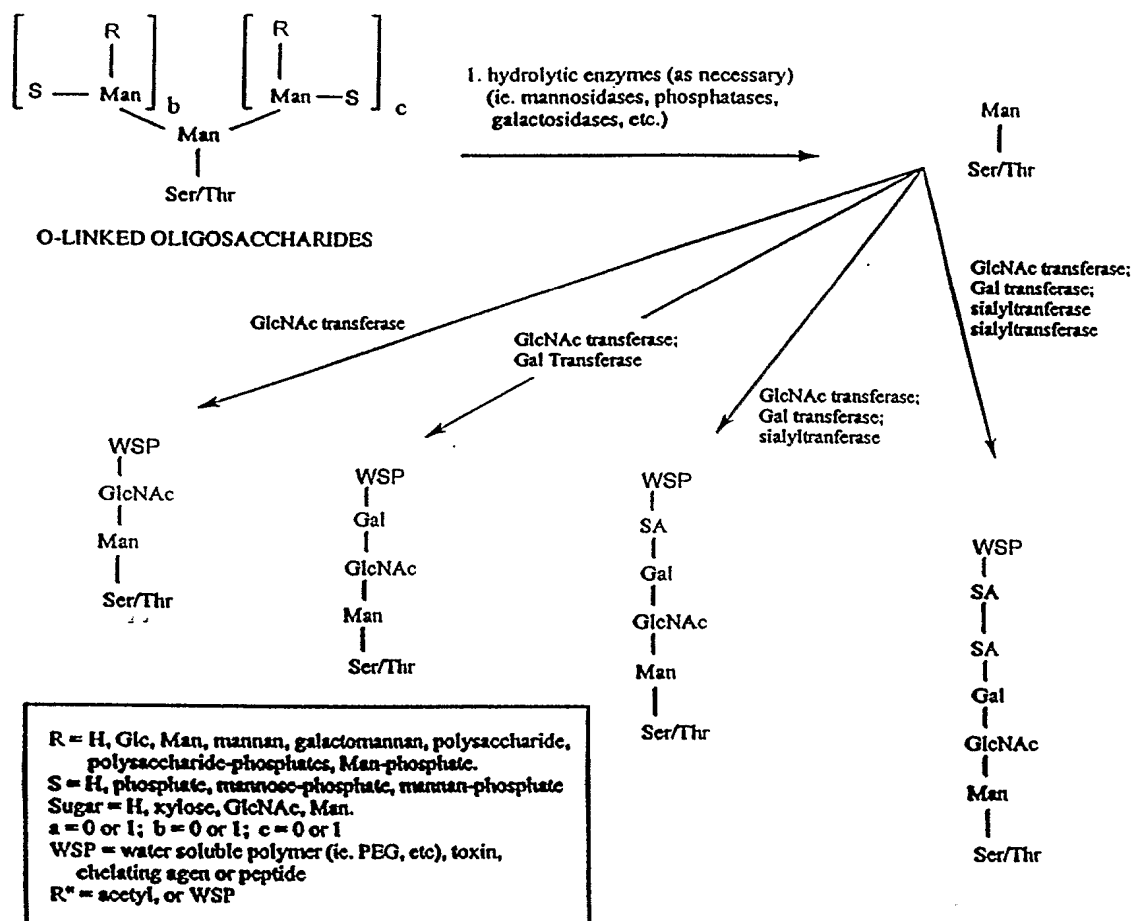 R
R
S — Man
b
Man — S
c
Man
Ser/Thr
O-LINKED OLIGOSACCHARIDES
1. hydrolytic enzymes (as necessary)
(ie. mannosidases, phosphatases,
galactosidases, etc.)
Man
Ser/Thr
GlcNAc transferase
GlcNAc transferase;
Gal Transferase
GlcNAc transferase;
Gal transferase;
sialyltranferase
GlcNAc transferase;
Gal transferase;
sialyltranferase
sialyltransferase
WSP
GlcNAc
Man
Ser/Thr
WSP
Gal
GlcNAc
Man
Ser/Thr
WSP
SA
Gal
GlcNAc
Man
Ser/Thr
WSP
SA
SA
Gal
GlcNAc
Man
Ser/Thr
R = H, Glc, Man, mannan, galactomannan, polysaccharide,
polysaccharide-phosphates, Man-phosphate.
S = H, phosphate, mannose-phosphate, mannan-phosphate
Sugar = H, xylose, GlcNAc, Man.
a = 0 or 1; b = 0 or 1; c = 0 or 1
WSP = water soluble polymer (ie. PEG, etc), toxin,
chelating agen or peptide
R" = acetyl, or WSP